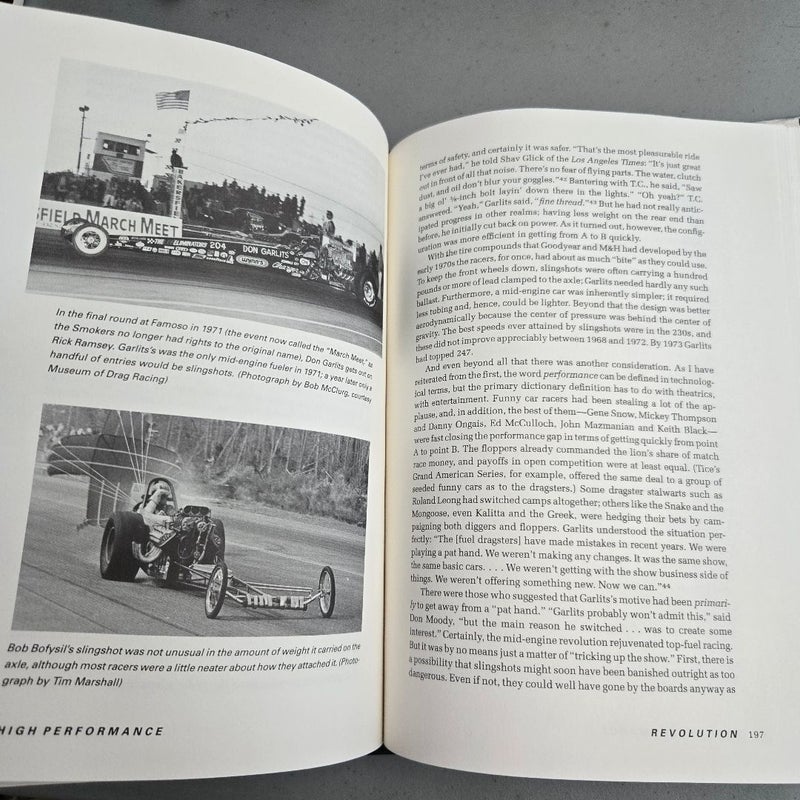 BAKERSFIE
SFIELD MARCH MEET
THE ELIMINATORS 204 DON GARLITS
WYNN'S
In the final round at Famoso in 1971 (the event now called the "March Meet," as
the Smokers no longer had rights to the original name), Don Garlits gets out on
Rick Ramsey. Garlits's was the only mid-engine fueler in 1971; a year later only a
handful of entries would be slingshots. (Photograph by Bob McClurg, courtesy
Museum of Drag Racing)
Bob Bofysil's slingshot was not unusual in the amount of weight it carried on the
axle, although most racers were a little neater about how they attached it. (Photo-
graph by Tim Marshall)
HIGH PERFORMANCE
terms of safety, and certainly it was safer. "That's the most pleasurable ride
I've ever had," he told Shav Glick of the Los Angeles Times: "It's just great
out in front of all that noise. There's no fear of flying parts. The water, clutch
dust, and oil don't blur your goggles."⁴² Bantering with T.C., he said, "Saw
a big ol' ⅜-inch bolt layin' down there in the lights." "Oh yeah?" T.C.
answered. "Yeah," Garlits said, "fine thread."⁴³ But he had not really antic-
ipated progress in other realms; having less weight on the rear end than
before, he initially cut back on power. As it turned out, however, the config-
uration was more efficient in getting from A to B quickly.
With the tire compounds that Goodyear and M&H had developed by the
early 1970s the racers, for once, had about as much "bite" as they could use.
To keep the front wheels down, slingshots were often carrying a hundred
pounds or more of lead clamped to the axle; Garlits needed hardly any such
ballast. Furthermore, a mid-engine car was inherently simpler; it required
less tubing and, hence, could be lighter. Beyond that the design was better
aerodynamically because the center of pressure was behind the center of
gravity. The best speeds ever attained by slingshots were in the 230s, and
these did not improve appreciably between 1968 and 1972. By 1973 Garlits
had topped 247.
And even beyond all that there was another consideration. As I have
reiterated from the first, the word performance can be defined in technolog-
ical terms, but the primary dictionary definition has to do with theatrics,
with entertainment. Funny car racers had been stealing a lot of the ap-
plause, and, in addition, the best of them—Gene Snow, Mickey Thompson
and Danny Ongais, Ed McCulloch, John Mazmanian and Keith Black—
were fast closing the performance gap in terms of getting quickly from point
A to point B. The floppers already commanded the lion's share of match
race money, and payoffs in open competition were at least equal. (Tice's
Grand American Series, for example, offered the same deal to a group of
seeded funny cars as to the dragsters.) Some dragster stalwarts such as
Roland Leong had switched camps altogether; others like the Snake and the
Mongoose, even Kalitta and the Greek, were hedging their bets by cam-
paigning both diggers and floppers. Garlits understood the situation per-
fectly: "The [fuel dragsters] have made mistakes in recent years. We were
playing a pat hand. We weren't making any changes. It was the same show,
the same basic cars. . . . We weren't getting with the show business side of
things. We weren't offering something new. Now we can."⁴⁴
There were those who suggested that Garlits's motive had been primari-
ly to get away from a "pat hand." "Garlits probably won't admit this," said
Don Moody, "but the main reason he switched . . . was to create some
interest." Certainly, the mid-engine revolution rejuvenated top-fuel racing.
But it was by no means just a matter of "tricking up the show." First, there is
a possibility that slingshots might soon have been banished outright as too
dangerous. Even if not, they could well have gone by the boards anyway as
REVOLUTION 197